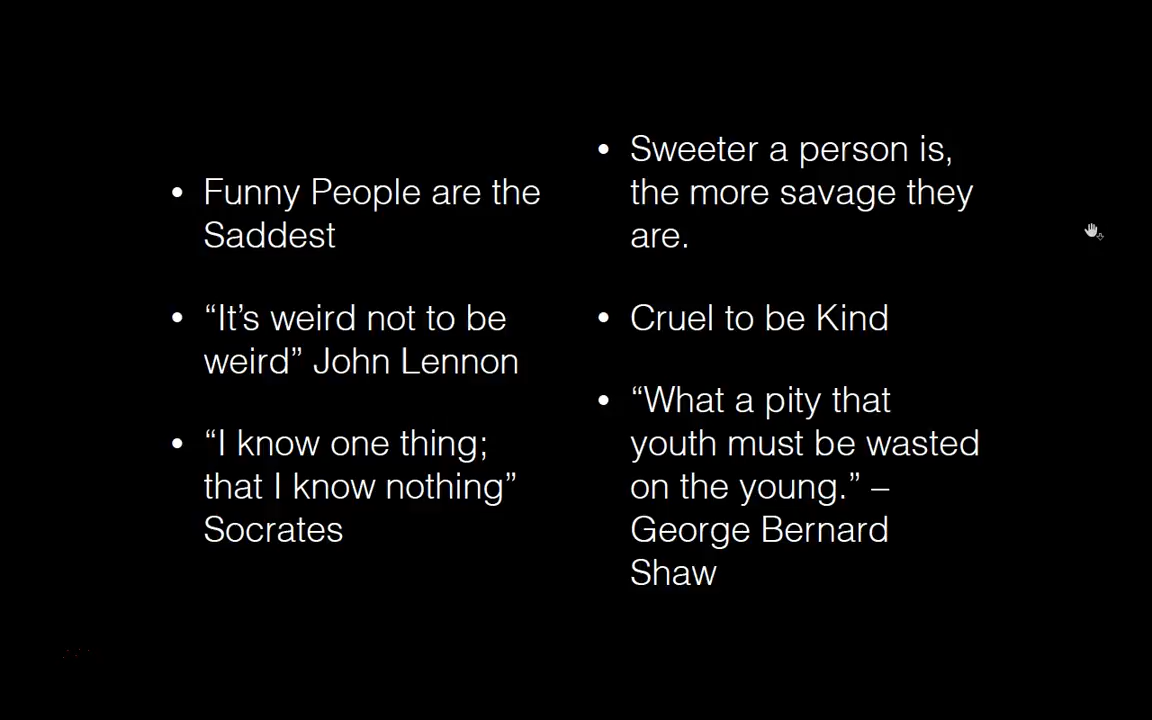 • Funny People are the
Saddest
• “It’s weird not to be
weird” John Lennon
• “I know one thing;
that I know nothing”
Socrates
• Sweeter a person is,
the more savage they
are.
• Cruel to be Kind
• “What a pity that
youth must be wasted
on the young.” –
George Bernard
Shaw